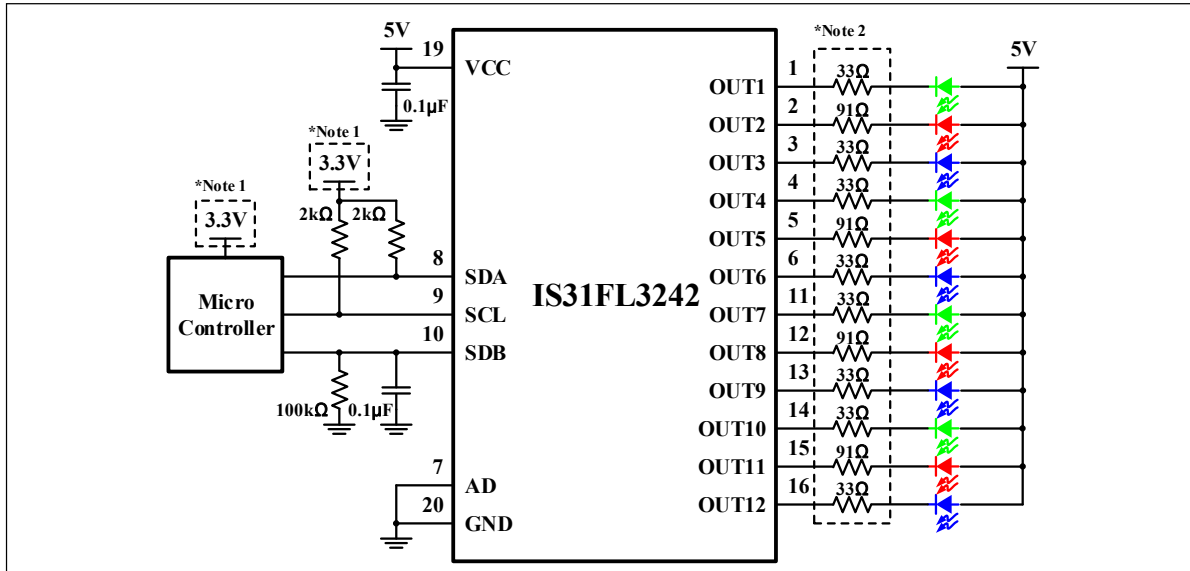 5V
19
VCC
0.1µF
*Note 1
3.3V
*Note 1
3.3V
2kΩ
2kΩ
Micro
Controller
8
SDA
9
SCL
10
SDB
100kΩ
0.1µF
7
AD
20
GND
IS31FL3242
*Note 2
5V
OUT1
1
33Ω
OUT2
2
91Ω
OUT3
3
33Ω
OUT4
4
33Ω
OUT5
5
91Ω
OUT6
6
33Ω
OUT7
11
33Ω
OUT8
12
91Ω
OUT9
13
33Ω
OUT10
14
33Ω
OUT11
15
91Ω
OUT12
16
33Ω